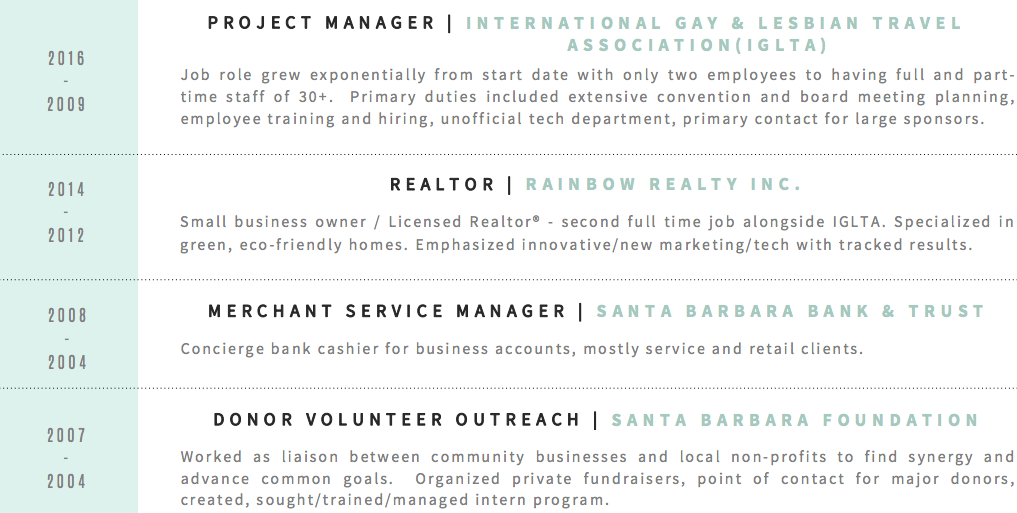 PROJECT MANAGER | INTERNATIONAL GAY & LESBIAN TRAVEL
ASSOCIATION(IGLTA)
2016
-
2009
Job role grew exponentially from start date with only two employees to having full and part-
time staff of 30+. Primary duties included extensive convention and board meeting planning,
employee training and hiring, unofficial tech department, primary contact for large sponsors.
REALTOR | RAINBOW REALTY INC.
2014
-
2012
Small business owner / Licensed Realtor® - second full time job alongside IGLTA. Specialized in
green, eco-friendly homes. Emphasized innovative/new marketing/tech with tracked results.
MERCHANT SERVICE MANAGER | SANTA BARBARA BANK & TRUST
2008
-
2004
Concierge bank cashier for business accounts, mostly service and retail clients.
DONOR VOLUNTEER OUTREACH | SANTA BARBARA FOUNDATION
2007
-
2004
Worked as liaison between community businesses and local non-profits to find synergy and
advance common goals. Organized private fundraisers, point of contact for major donors,
created, sought/trained/managed intern program.